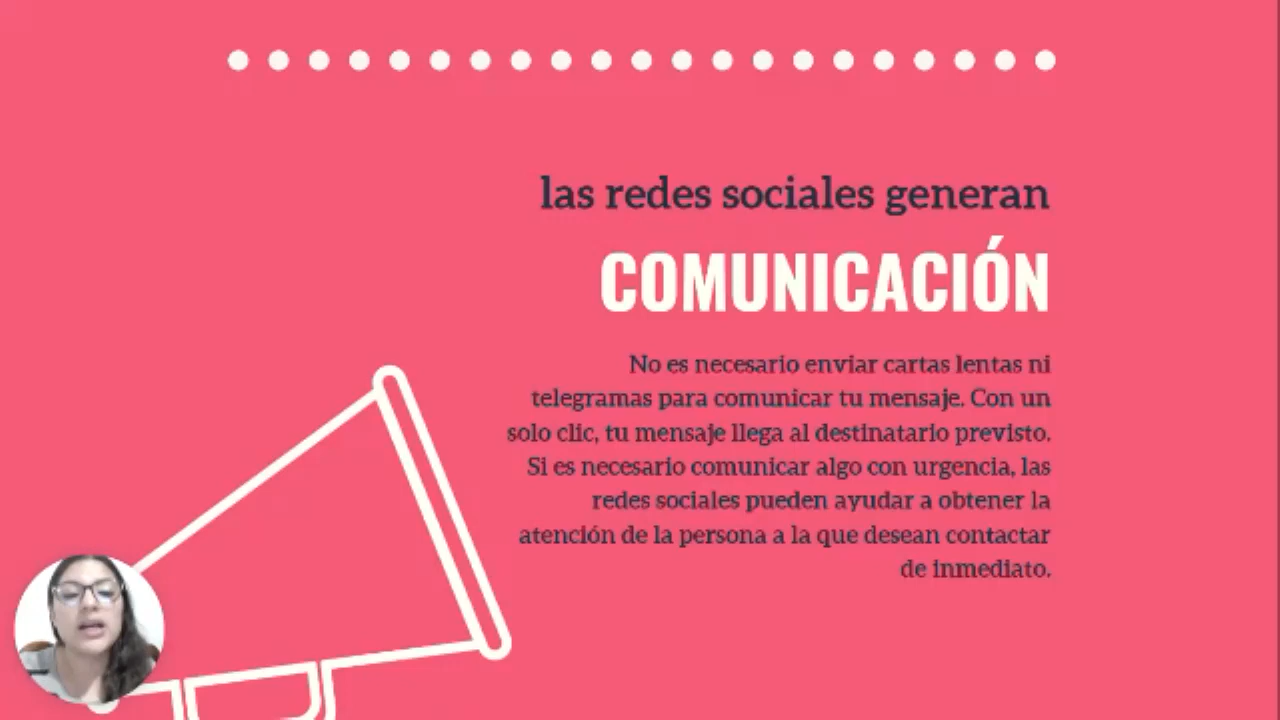 las redes sociales generan
COMUNICACIÓN
No es necesario enviar cartas lentas ni
telegramas para comunicar tu mensaje. Con un
solo clic, tu mensaje llega al destinatario previsto.
Si es necesario comunicar algo con urgencia, las
redes sociales pueden ayudar a obtener la
atención de la persona a la que desean contactar
de inmediato.